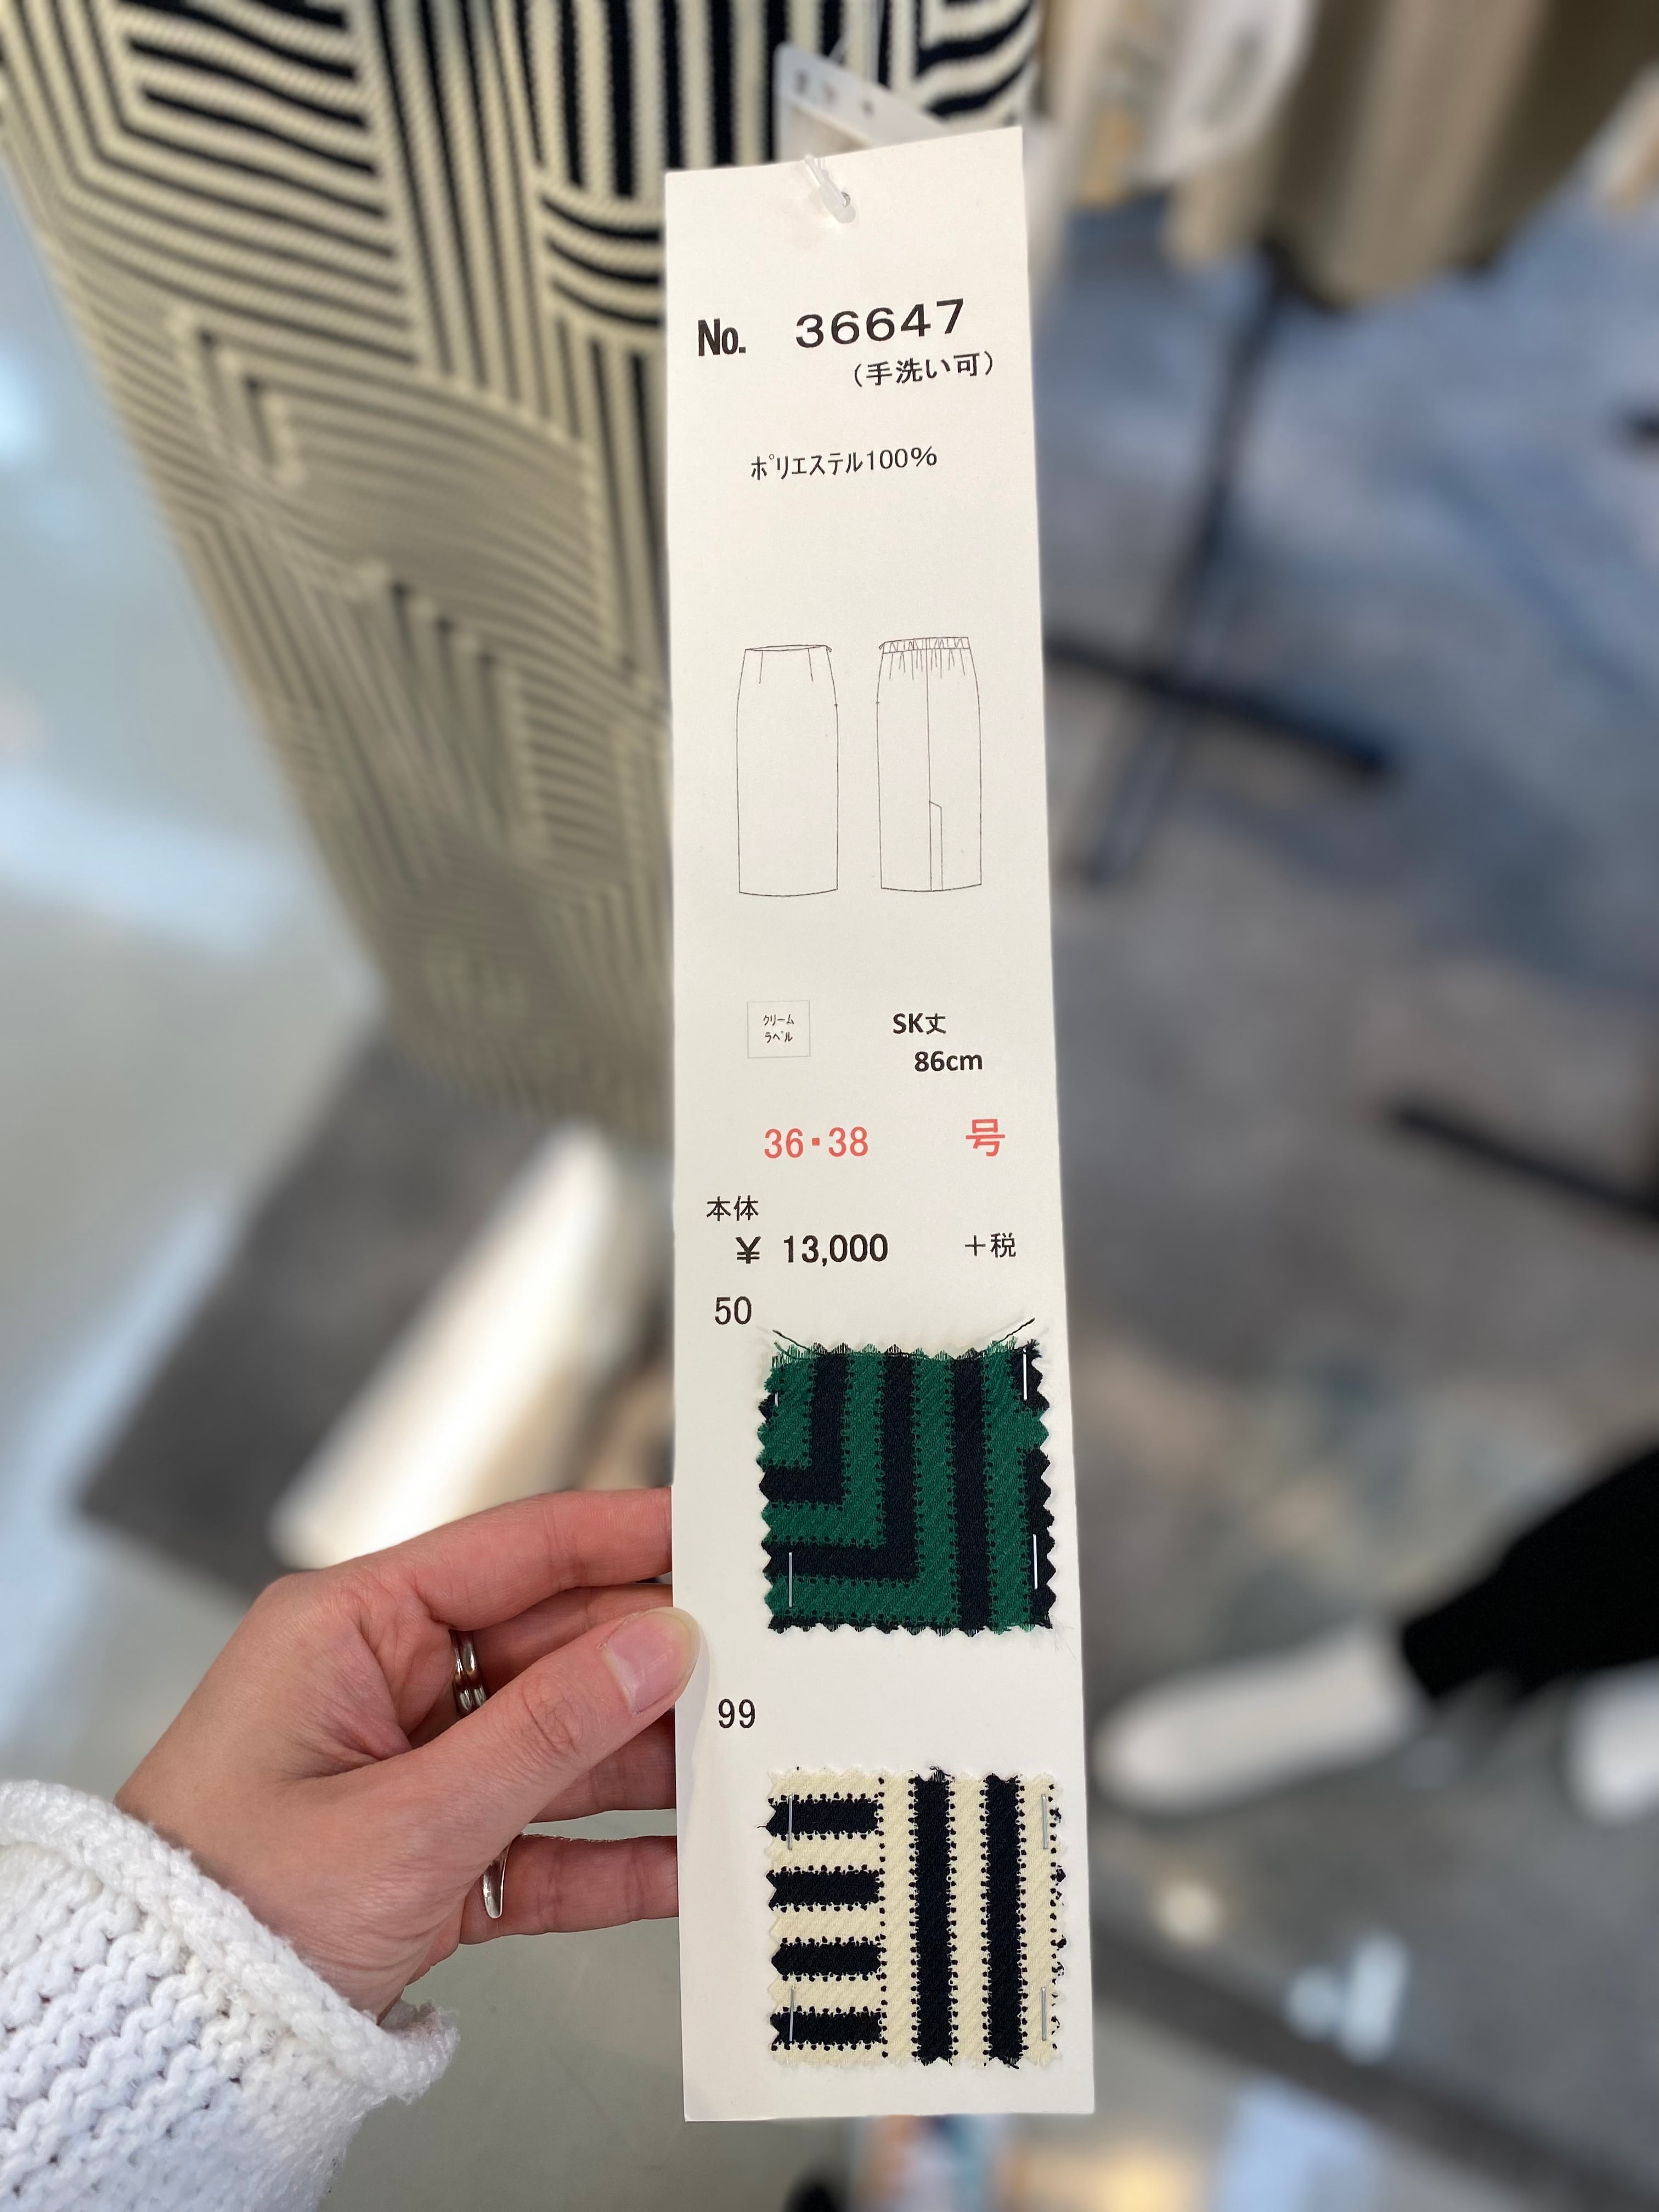 No. 36647
（手洗い可）
ﾎﾟﾘｴｽﾃﾙ100%
ｸﾘｰﾑ
ﾗﾍﾞﾙ
SK丈
86cm
36・38 号
本体
¥ 13,000 +税
50
99